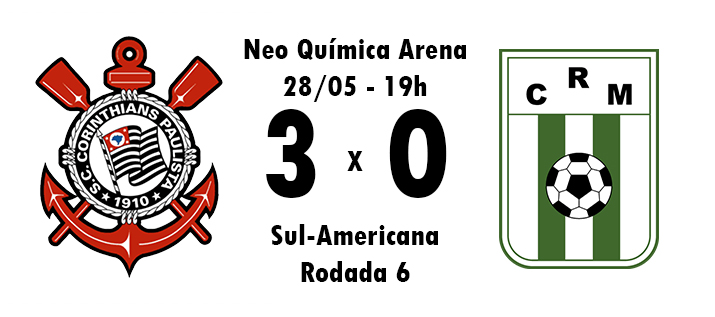 S.C. CORINTHIANS PAULISTA
1910
Neo Química Arena
28/05 - 19h
3 x 0
Sul-Americana
Rodada 6
C R M